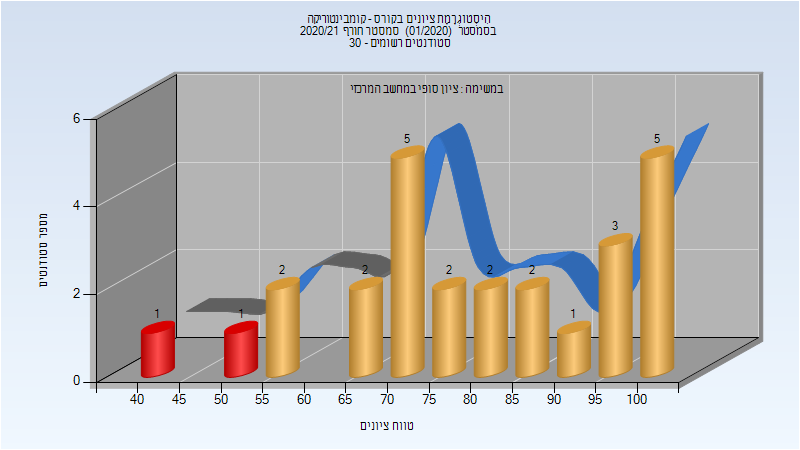 היסטוגרמת ציונים בקורס - קומבינטוריקה
בסמסטר (01/2020) סמסטר חורף 2020/21
סטודנטים רשומים - 30
במשימה : ציון סופי במחשב המרכזי
מספר סטודנטים
6
4
2
0
1
1
2
2
5
2
2
2
1
3
5
40 45 50 55 60 65 70 75 80 85 90 95 100
טווח ציונים